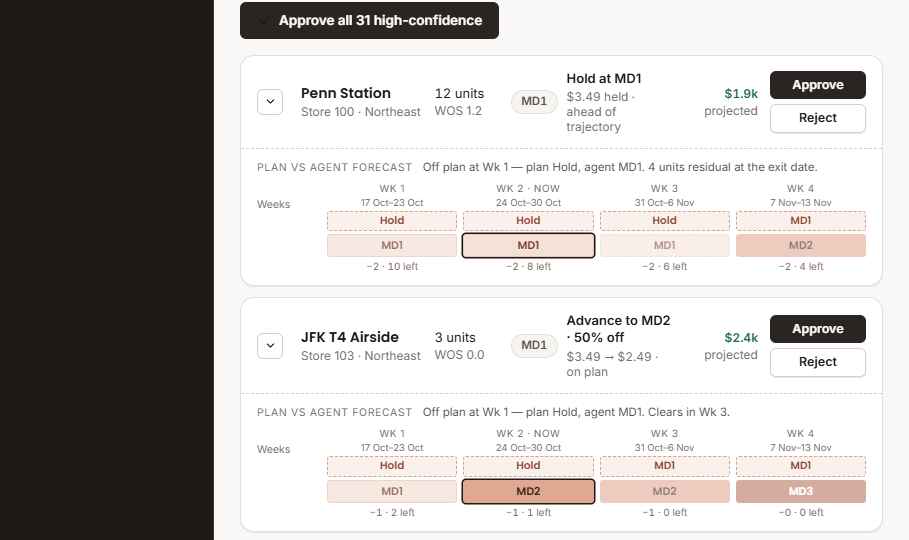 Approve all 31 high-confidence
Penn Station
Store 100 · Northeast
12 units
WOS 1.2
MD1
Hold at MD1
$3.49 held ·
ahead of
trajectory
$1.9k
projected
Approve
Reject
PLAN VS AGENT FORECAST Off plan at Wk 1 — plan Hold, agent MD1. 4 units residual at the exit date.
Weeks
WK 1 WK 2 · NOW WK 3 WK 4
17 Oct–23 Oct 24 Oct–30 Oct 31 Oct–6 Nov 7 Nov–13 Nov
Hold Hold Hold MD1
MD1 MD1 MD1 MD2
−2 · 10 left −2 · 8 left −2 · 6 left −2 · 4 left
JFK T4 Airside
Store 103 · Northeast
3 units
WOS 0.0
MD1
Advance to MD2
· 50% off
$3.49 → $2.49 ·
on plan
$2.4k
projected
Approve
Reject
PLAN VS AGENT FORECAST Off plan at Wk 1 — plan Hold, agent MD1. Clears in Wk 3.
Weeks
WK 1 WK 2 · NOW WK 3 WK 4
17 Oct–23 Oct 24 Oct–30 Oct 31 Oct–6 Nov 7 Nov–13 Nov
Hold Hold MD1 MD1
MD1 MD2 MD2 MD3
−1 · 2 left −1 · 1 left −1 · 0 left −0 · 0 left